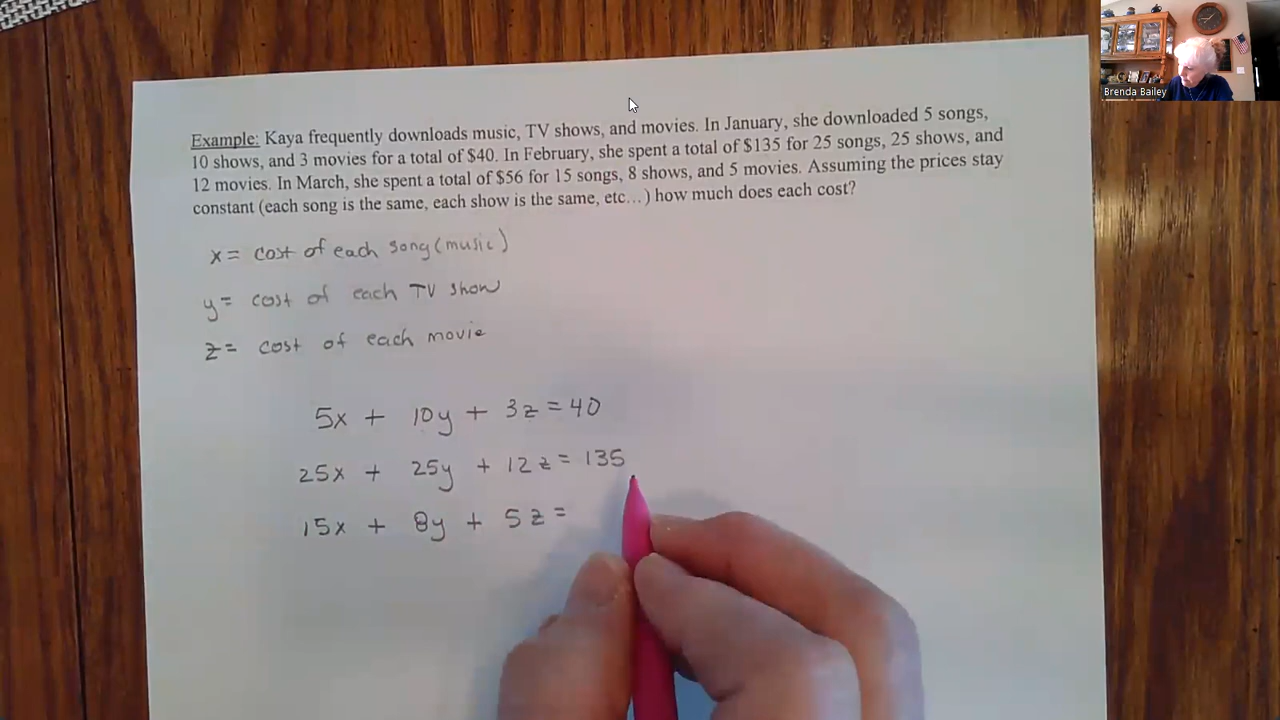 Brenda Bailey
Example: Kaya frequently downloads music, TV shows, and movies. In January, she downloaded 5 songs,
10 shows, and 3 movies for a total of $40. In February, she spent a total of $135 for 25 songs, 25 shows, and
12 movies. In March, she spent a total of $56 for 15 songs, 8 shows, and 5 movies. Assuming the prices stay
constant (each song is the same, each show is the same, etc...) how much does each cost?
x = cost of each song (music)
y = cost of each TV show
z = cost of each movie
5x + 10y + 3z = 40
25x + 25y + 12z = 135
15x + 8y + 5z =